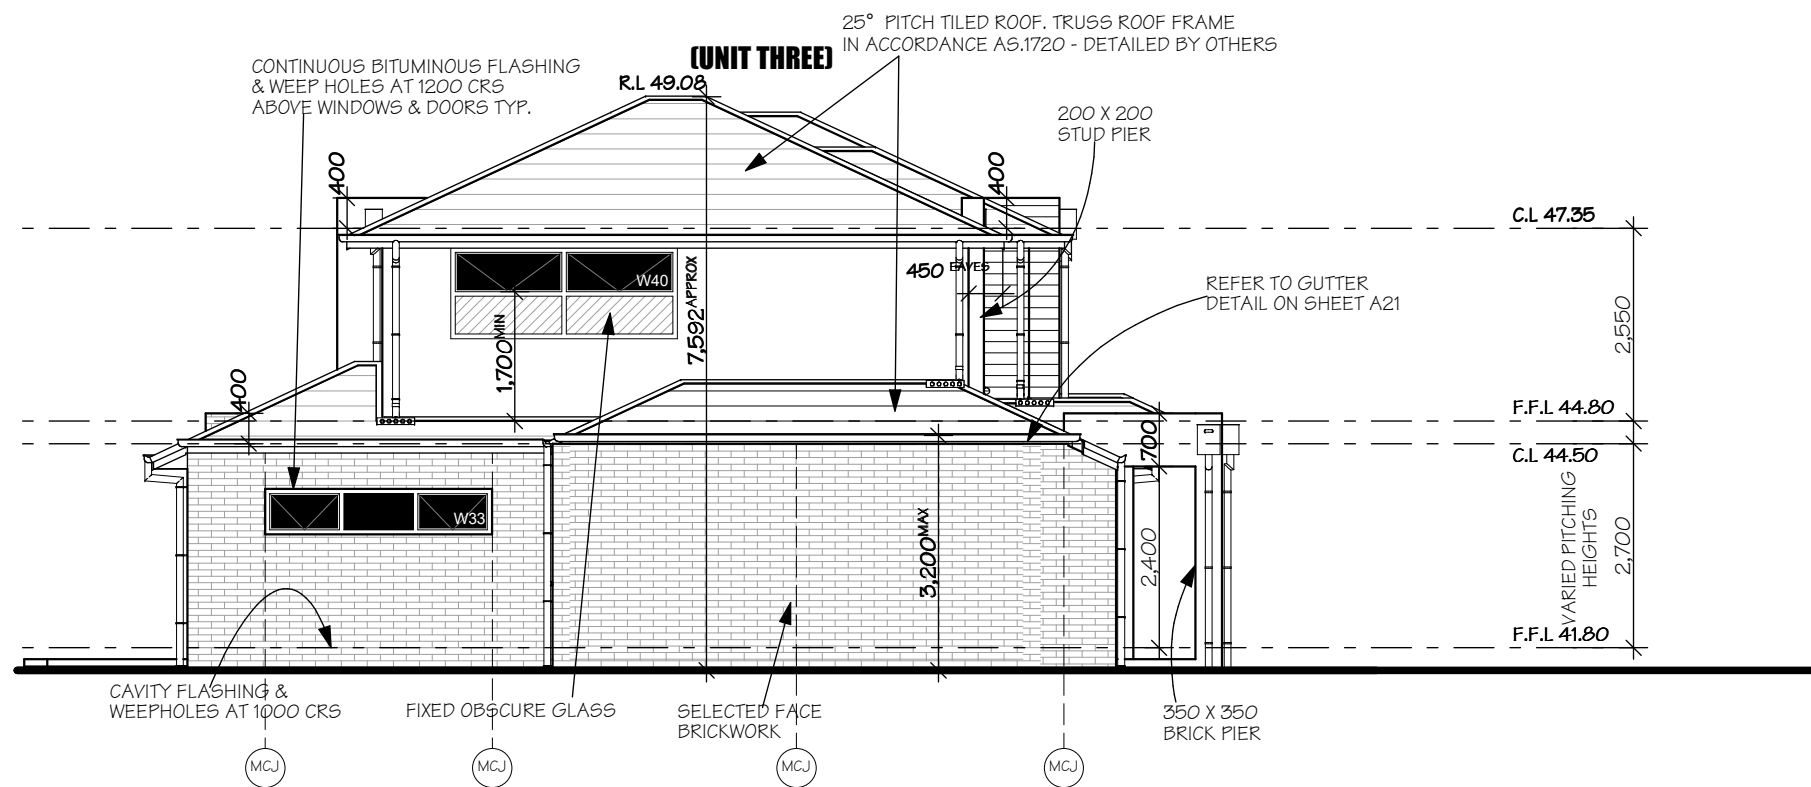 25° PITCH TILED ROOF. TRUSS ROOF FRAME
IN ACCORDANCE AS.1720 - DETAILED BY OTHERS
(UNIT THREE)
CONTINUOUS BITUMINOUS FLASHING
& WEEP HOLES AT 1200 CRS
ABOVE WINDOWS & DOORS TYP.
R.L 49.08
200 X 200
STUD PIER
400
400
C.L 47.35
450 EAVES
REFER TO GUTTER
DETAIL ON SHEET A21
W40
7,592 APPROX
1,700 MIN
2,550
400
F.F.L 44.80
700
C.L 44.50
W33
3,200 MAX
2,400
VARIED PITCHING
HEIGHTS
2,700
F.F.L 41.80
CAVITY FLASHING &
WEEPHOLES AT 1000 CRS
FIXED OBSCURE GLASS
SELECTED FACE
BRICKWORK
350 X 350
BRICK PIER
MCJ
MCJ
MCJ
MCJ